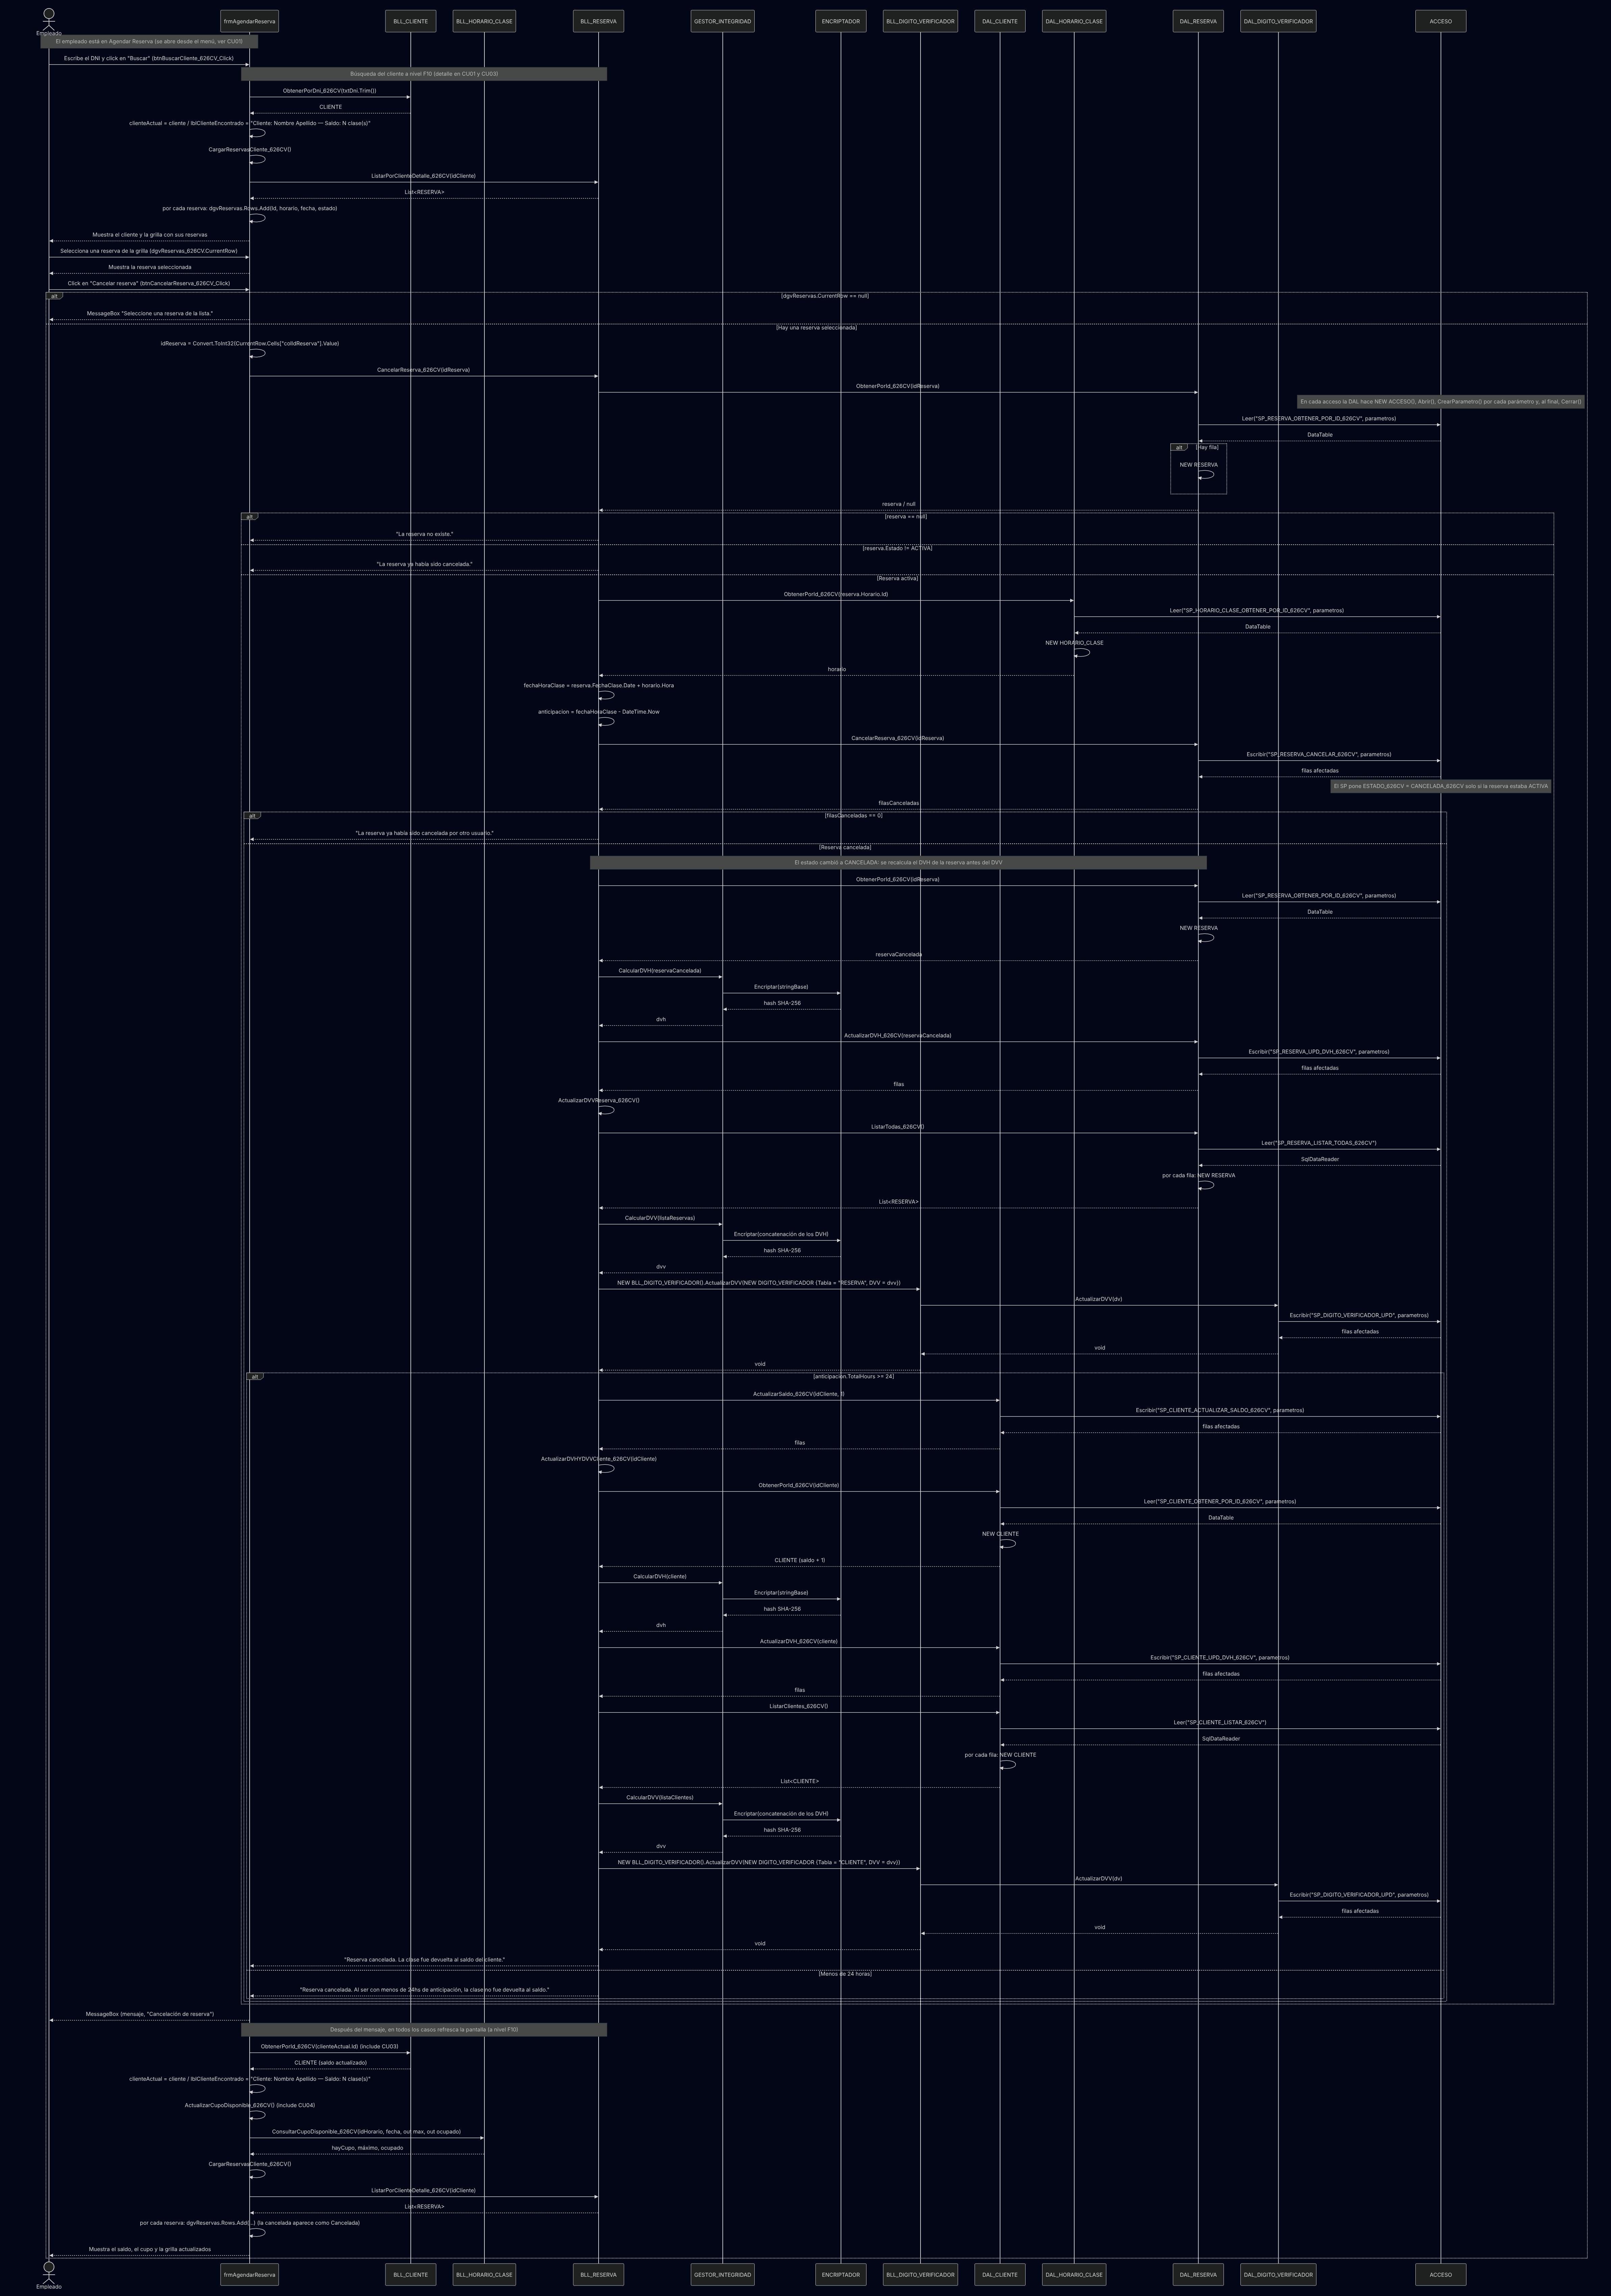 frmAgendarReserva
BLL_CLIENTE
BLL_HORARIO_CLASE
BLL_RESERVA
GESTOR_INTEGRIDAD
ENCRIPTADOR
BLL_DIGITO_VERIFICADOR
DAL_CLIENTE
DAL_HORARIO_CLASE
DAL_RESERVA
DAL_DIGITO_VERIFICADOR
ACCESO
Empleado
El empleado está en Agendar Reserva (se abre desde el menú, ver CU01)
Escribe el DNI y click en "Buscar" (btnBuscarCliente_626CV_Click)
Búsqueda del cliente a nivel F10 (detalle en CU01 y CU03)
ObtenerPorDni_626CV(txtDni.Trim())
CLIENTE
clienteActual = cliente / lblClienteEncontrado = "Cliente: Nombre Apellido — Saldo: N clase(s)"
CargarReservasCliente_626CV()
ListarPorClienteDetalle_626CV(idCliente)
List<RESERVA>
por cada reserva: dgvReservas.Rows.Add(id, horario, fecha, estado)
Muestra el cliente y la grilla con sus reservas
Selecciona una reserva de la grilla (dgvReservas_626CV.CurrentRow)
Muestra la reserva seleccionada
Click en "Cancelar reserva" (btnCancelarReserva_626CV_Click)
alt
[dgvReservas.CurrentRow == null]
MessageBox "Seleccione una reserva de la lista."
[Hay una reserva seleccionada]
idReserva = Convert.ToInt32(CurrentRow.Cells["colIdReserva"].Value)
CancelarReserva_626CV(idReserva)
ObtenerPorId_626CV(idReserva)
En cada acceso la DAL hace NEW ACCESO(), Abrir(), CrearParametro() por cada parámetro y, al final, Cerrar()
Leer("SP_RESERVA_OBTENER_POR_ID_626CV", parametros)
DataTable
alt
[Hay fila]
NEW RESERVA
reserva / null
alt
[reserva == null]
"La reserva no existe."
[reserva.Estado != ACTIVA]
"La reserva ya había sido cancelada."
[Reserva activa]
ObtenerPorId_626CV(reserva.Horario.Id)
Leer("SP_HORARIO_CLASE_OBTENER_POR_ID_626CV", parametros)
DataTable
NEW HORARIO_CLASE
horario
fechaHoraClase = reserva.FechaClase.Date + horario.Hora
anticipacion = fechaHoraClase - DateTime.Now
CancelarReserva_626CV(idReserva)
Escribir("SP_RESERVA_CANCELAR_626CV", parametros)
filas afectadas
El SP pone ESTADO_626CV = CANCELADA_626CV solo si la reserva estaba ACTIVA
filasCanceladas
alt
[filasCanceladas == 0]
"La reserva ya había sido cancelada por otro usuario."
[Reserva cancelada]
El estado cambió a CANCELADA: se recalcula el DVH de la reserva antes del DVV
ObtenerPorId_626CV(idReserva)
Leer("SP_RESERVA_OBTENER_POR_ID_626CV", parametros)
DataTable
NEW RESERVA
reservaCancelada
CalcularDVH(reservaCancelada)
Encriptar(stringBase)
hash SHA-256
dvh
ActualizarDVH_626CV(reservaCancelada)
Escribir("SP_RESERVA_UPD_DVH_626CV", parametros)
filas afectadas
filas
ActualizarDVVReserva_626CV()
ListarTodas_626CV()
Leer("SP_RESERVA_LISTAR_TODAS_626CV")
SqlDataReader
por cada fila: NEW RESERVA
List<RESERVA>
CalcularDVV(listaReservas)
Encriptar(concatenación de los DVH)
hash SHA-256
dvv
NEW BLL_DIGITO_VERIFICADOR().ActualizarDVV(NEW DIGITO_VERIFICADOR {Tabla = "RESERVA", DVV = dvv})
ActualizarDVV(dv)
Escribir("SP_DIGITO_VERIFICADOR_UPD", parametros)
filas afectadas
void
void
alt
[anticipacion.TotalHours >= 24]
ActualizarSaldo_626CV(idCliente, 1)
Escribir("SP_CLIENTE_ACTUALIZAR_SALDO_626CV", parametros)
filas afectadas
filas
ActualizarDVHYDVVCliente_626CV(idCliente)
ObtenerPorId_626CV(idCliente)
Leer("SP_CLIENTE_OBTENER_POR_ID_626CV", parametros)
DataTable
NEW CLIENTE
CLIENTE (saldo + 1)
CalcularDVH(cliente)
Encriptar(stringBase)
hash SHA-256
dvh
ActualizarDVH_626CV(cliente)
Escribir("SP_CLIENTE_UPD_DVH_626CV", parametros)
filas afectadas
filas
ListarClientes_626CV()
Leer("SP_CLIENTE_LISTAR_626CV")
SqlDataReader
por cada fila: NEW CLIENTE
List<CLIENTE>
CalcularDVV(listaClientes)
Encriptar(concatenación de los DVH)
hash SHA-256
dvv
NEW BLL_DIGITO_VERIFICADOR().ActualizarDVV(NEW DIGITO_VERIFICADOR {Tabla = "CLIENTE", DVV = dvv})
ActualizarDVV(dv)
Escribir("SP_DIGITO_VERIFICADOR_UPD", parametros)
filas afectadas
void
void
"Reserva cancelada. La clase fue devuelta al saldo del cliente."
[Menos de 24 horas]
"Reserva cancelada. Al ser con menos de 24hs de anticipación, la clase no fue devuelta al saldo."
MessageBox (mensaje, "Cancelación de reserva")
Después del mensaje, en todos los casos refresca la pantalla (a nivel F10)
ObtenerPorId_626CV(clienteActual.Id) (include CU03)
CLIENTE (saldo actualizado)
clienteActual = cliente / lblClienteEncontrado = "Cliente: Nombre Apellido — Saldo: N clase(s)"
ActualizarCupoDisponible_626CV() (include CU04)
ConsultarCupoDisponible_626CV(idHorario, fecha, out max, out ocupado)
hayCupo, máximo, ocupado
CargarReservasCliente_626CV()
ListarPorClienteDetalle_626CV(idCliente)
List<RESERVA>
por cada reserva: dgvReservas.Rows.Add(...) (la cancelada aparece como Cancelada)
Muestra el saldo, el cupo y la grilla actualizados
Empleado
frmAgendarReserva
BLL_CLIENTE
BLL_HORARIO_CLASE
BLL_RESERVA
GESTOR_INTEGRIDAD
ENCRIPTADOR
BLL_DIGITO_VERIFICADOR
DAL_CLIENTE
DAL_HORARIO_CLASE
DAL_RESERVA
DAL_DIGITO_VERIFICADOR
ACCESO